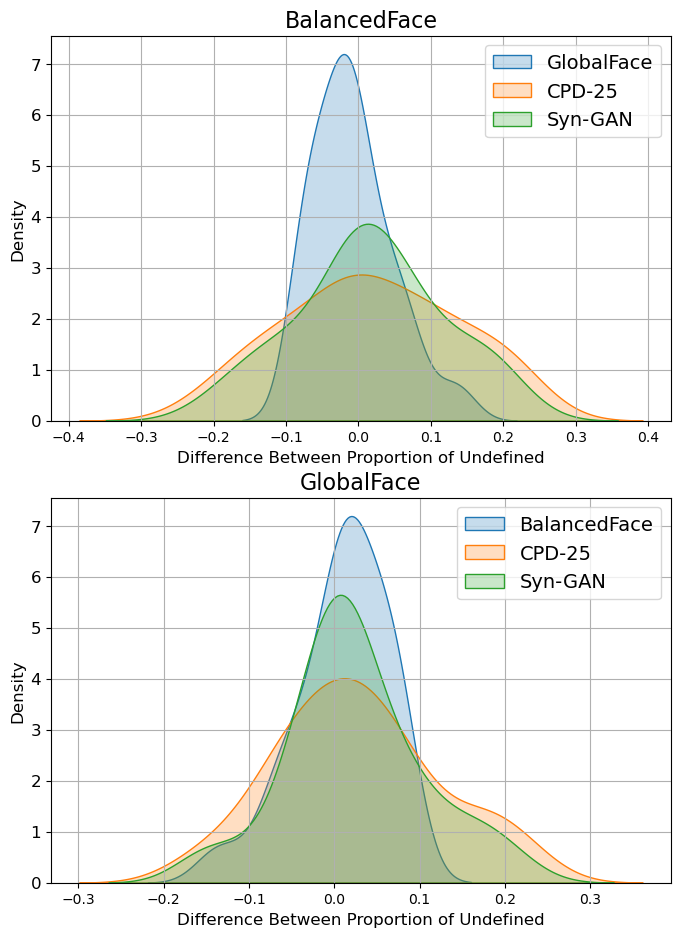 BalancedFace
GlobalFace
CPD-25
Syn-GAN
Density
7
6
5
4
3
2
1
0
−0.4 −0.3 −0.2 −0.1 0.0 0.1 0.2 0.3 0.4
Difference Between Proportion of Undefined
GlobalFace
BalancedFace
CPD-25
Syn-GAN
Density
7
6
5
4
3
2
1
0
−0.3 −0.2 −0.1 0.0 0.1 0.2 0.3
Difference Between Proportion of Undefined